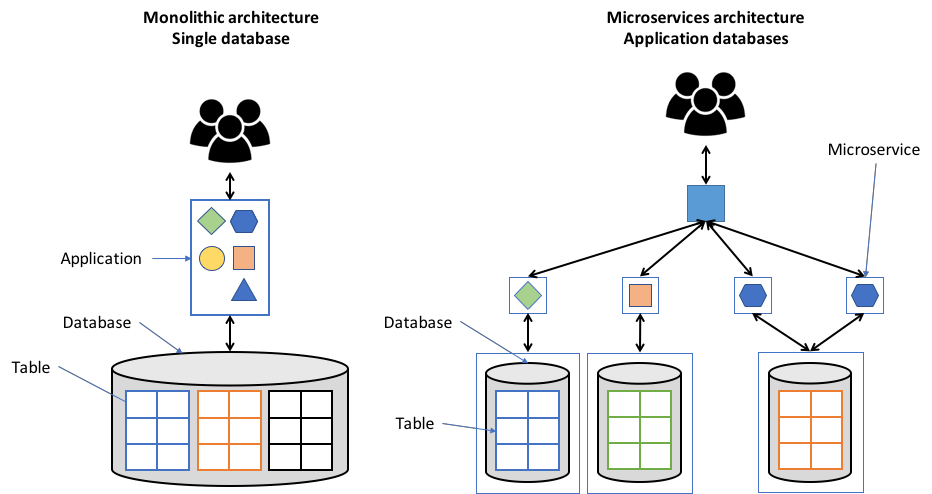 Monolithic architecture
Single database
Application
Database
Table
Microservices architecture
Application databases
Microservice
Database
Table